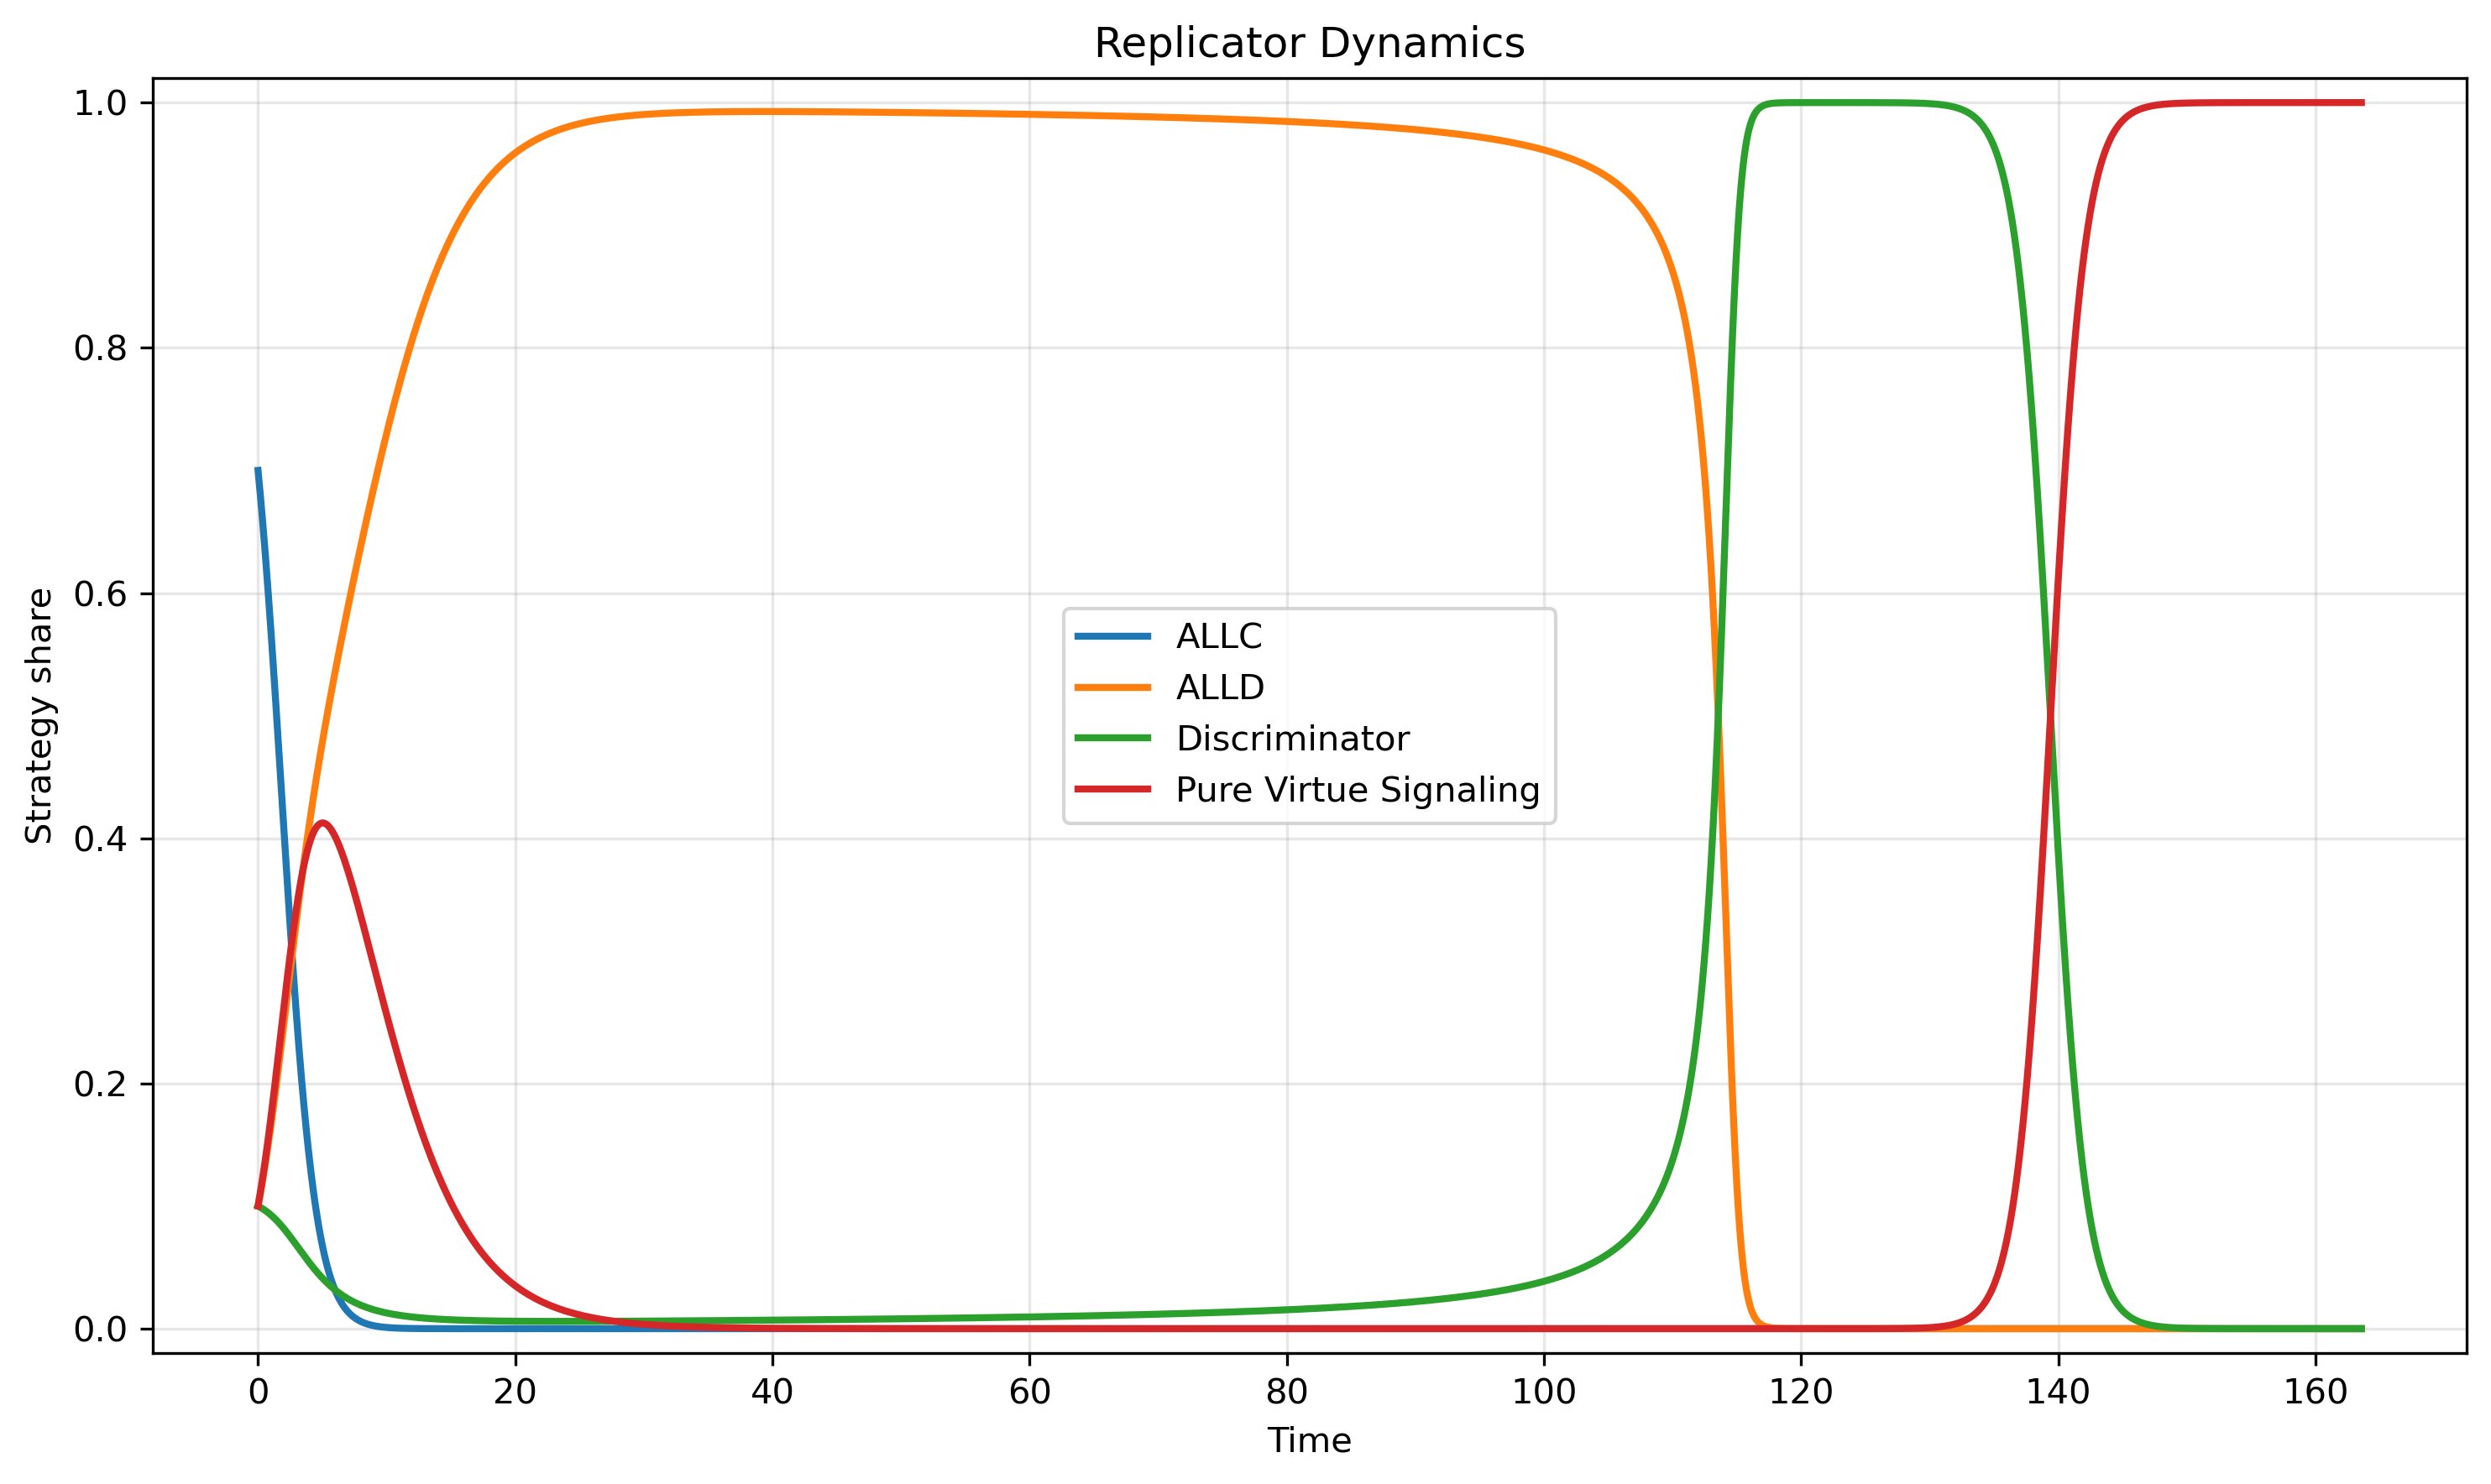 Replicator Dynamics
1.0
0.8
0.6
0.4
0.2
0.0
Strategy share
ALLC
ALLD
Discriminator
Pure Virtue Signaling
0 20 40 60 80 100 120 140 160
Time